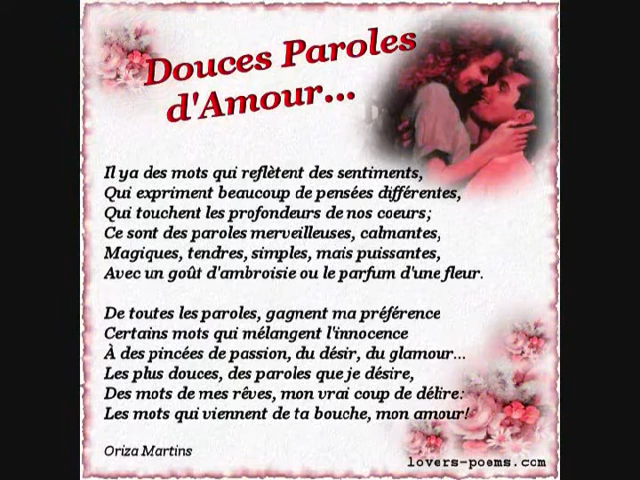 Douces Paroles
d'Amour...
Il ya des mots qui reflètent des sentiments,
Qui expriment beaucoup de pensées différentes,
Qui touchent les profondeurs de nos coeurs;
Ce sont des paroles merveilleuses, calmantes,
Magiques, tendres, simples, mais puissantes,
Avec un goût d'ambroisie ou le parfum d'une fleur.
De toutes les paroles, gagnent ma préférence
Certains mots qui mélangent l'innocence
À des pincées de passion, du désir, du glamour...
Les plus douces, des paroles que je désire,
Des mots de mes rêves, mon vrai coup de délire:
Les mots qui viennent de ta bouche, mon amour!
Oriza Martins
lovers-poems.com